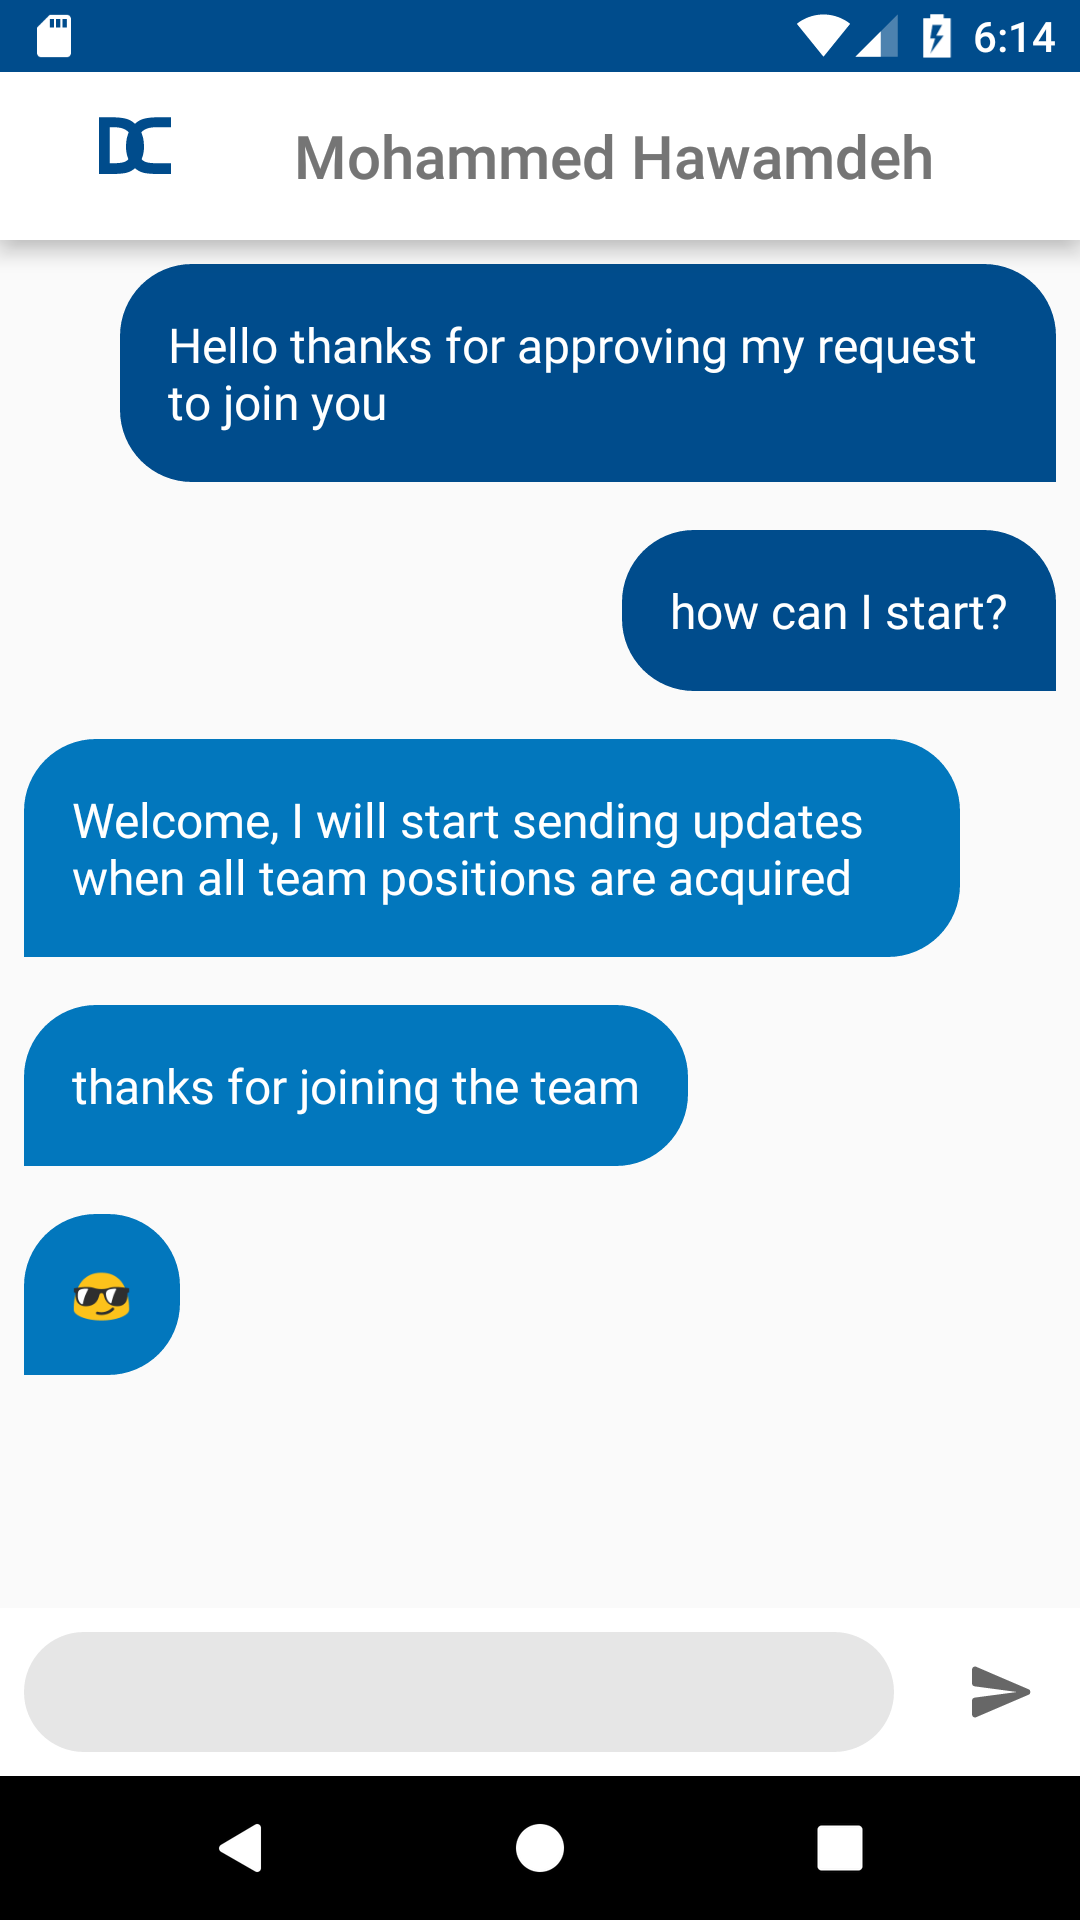 6:14
DC
Mohammed Hawamdeh
Hello thanks for approving my request
to join you
how can I start?
Welcome, I will start sending updates
when all team positions are acquired
thanks for joining the team
😎